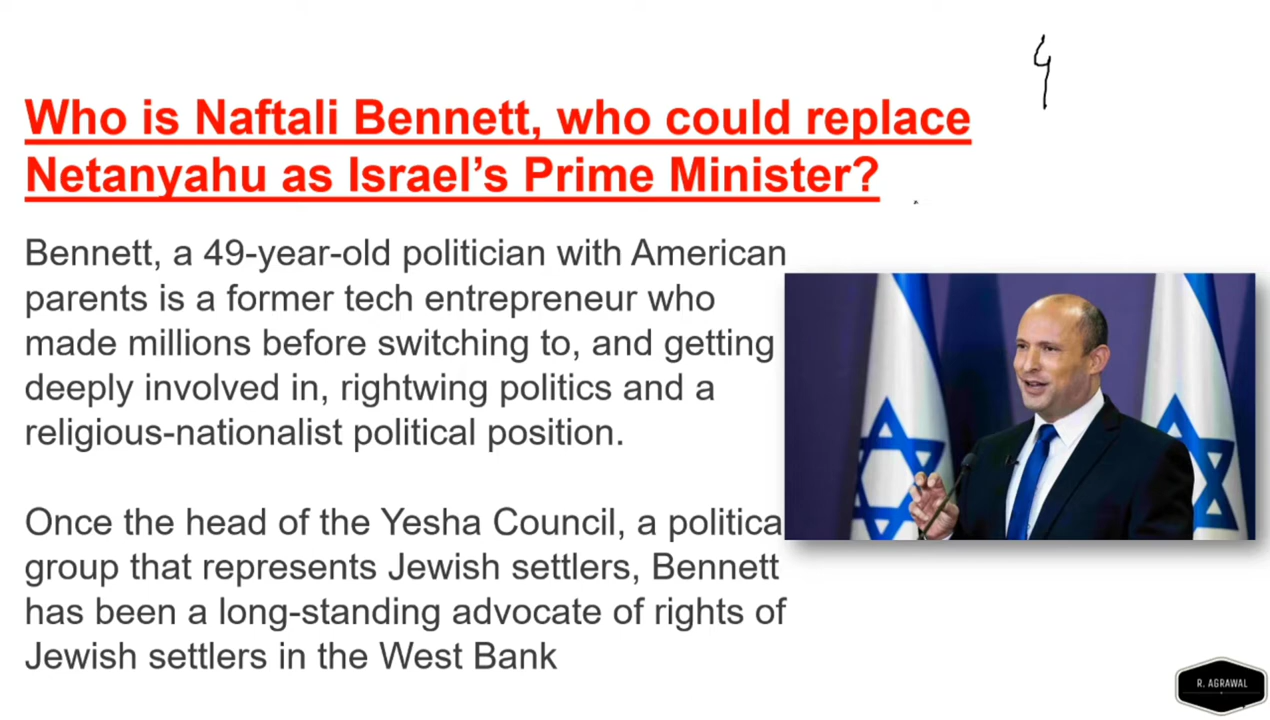 Who is Naftali Bennett, who could replace
Netanyahu as Israel's Prime Minister?
Bennett, a 49-year-old politician with American
parents is a former tech entrepreneur who
made millions before switching to, and getting
deeply involved in, rightwing politics and a
religious-nationalist political position.
Once the head of the Yesha Council, a politica
group that represents Jewish settlers, Bennett
has been a long-standing advocate of rights of
Jewish settlers in the West Bank
R. AGRAWAL